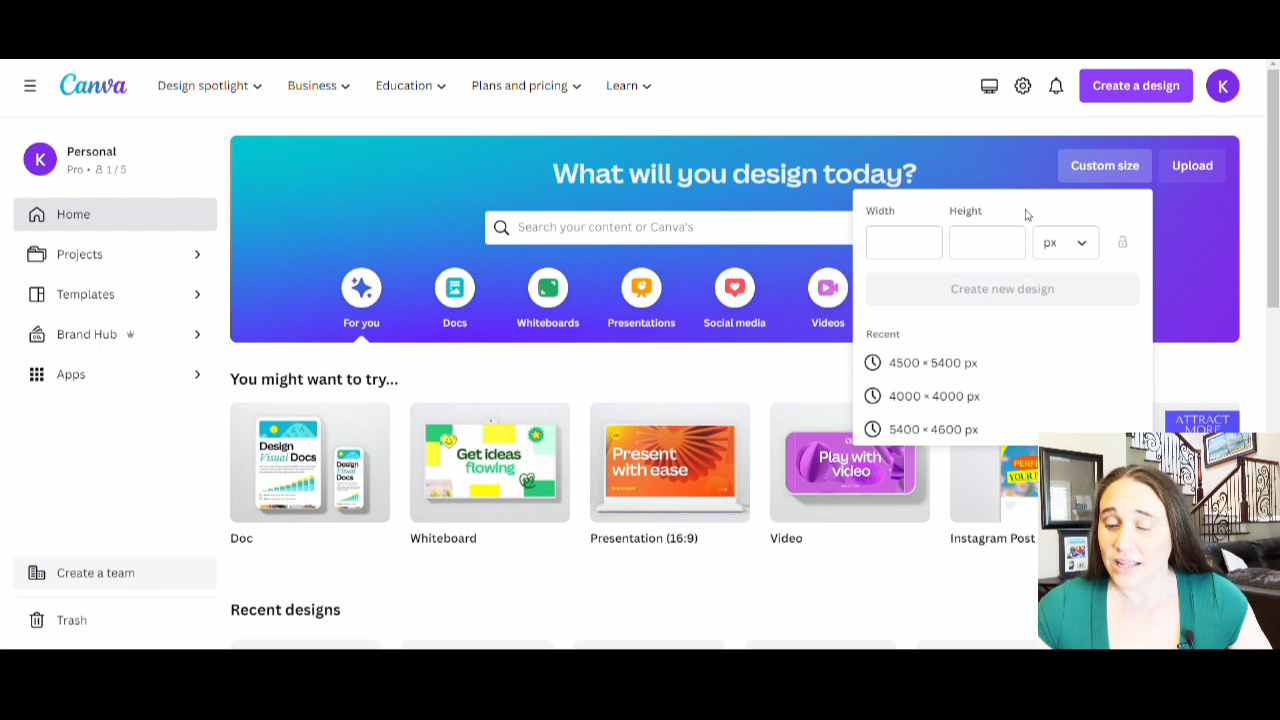 Canva
Design spotlight
Business
Education
Plans and pricing
Learn
Create a design
K
K
Personal
Pro • 1 / 5
Home
Projects
Templates
Brand Hub
Apps
Create a team
Trash
What will you design today?
Custom size
Upload
Search your content or Canva's
For you
Docs
Whiteboards
Presentations
Social media
Videos
Width
Height
px
Create new design
Recent
4500 × 5400 px
4000 × 4000 px
5400 × 4600 px
You might want to try...
Design
Visual
Docs
Design
Visual
Docs
Get ideas
flowing
Present
with ease
Play with
video
PERF
YOUR I
ATTRACT
MORE
Doc
Whiteboard
Presentation (16:9)
Video
Instagram Post
Recent designs